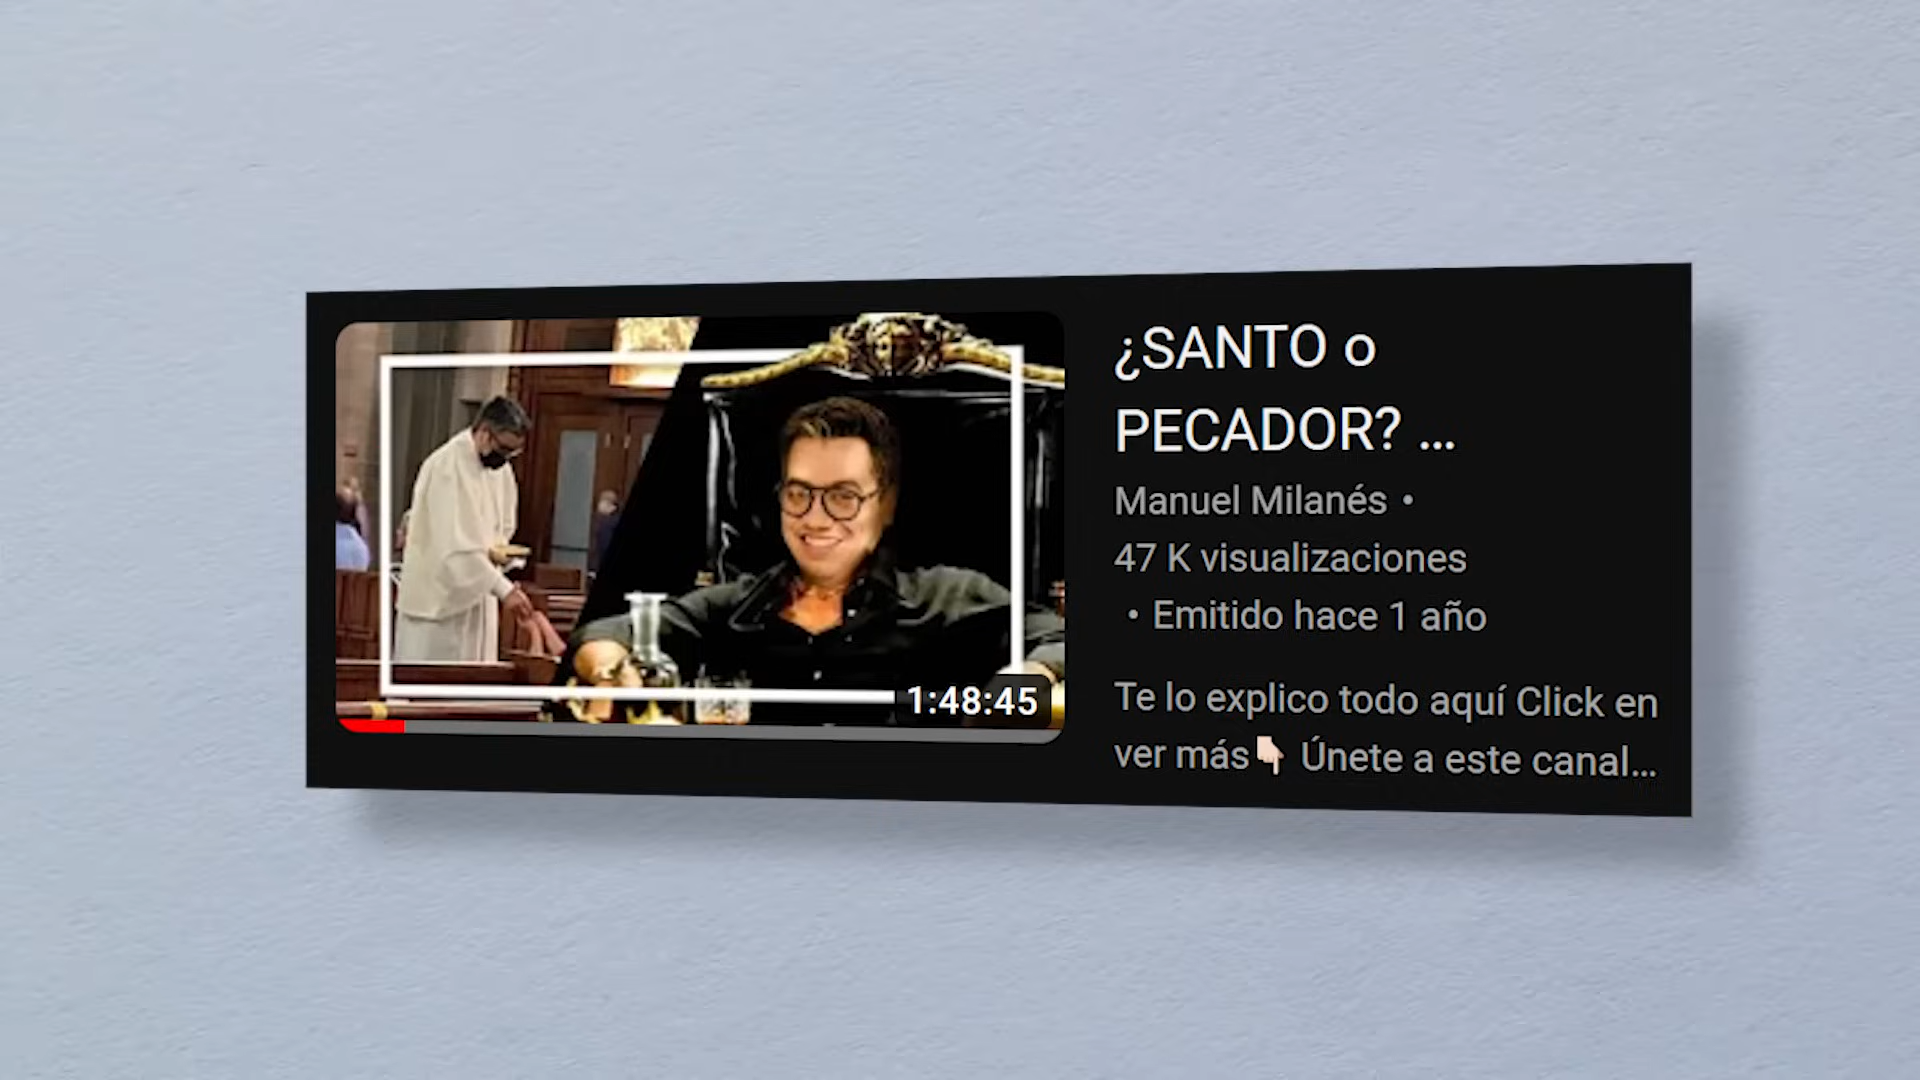 ¿SANTO o
PECADOR? ...
Manuel Milanés •
47 K visualizaciones
• Emitido hace 1 año
Te lo explico todo aquí Click en
ver más👇🏻 Únete a este canal...
1:48:45